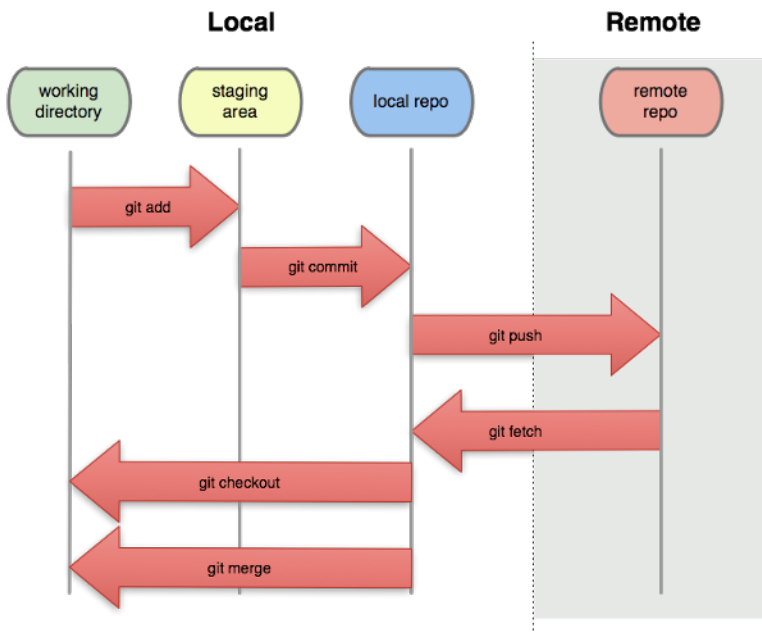 Local
Remote
working
directory
staging
area
local repo
remote
repo
git add
git commit
git push
git fetch
git checkout
git merge